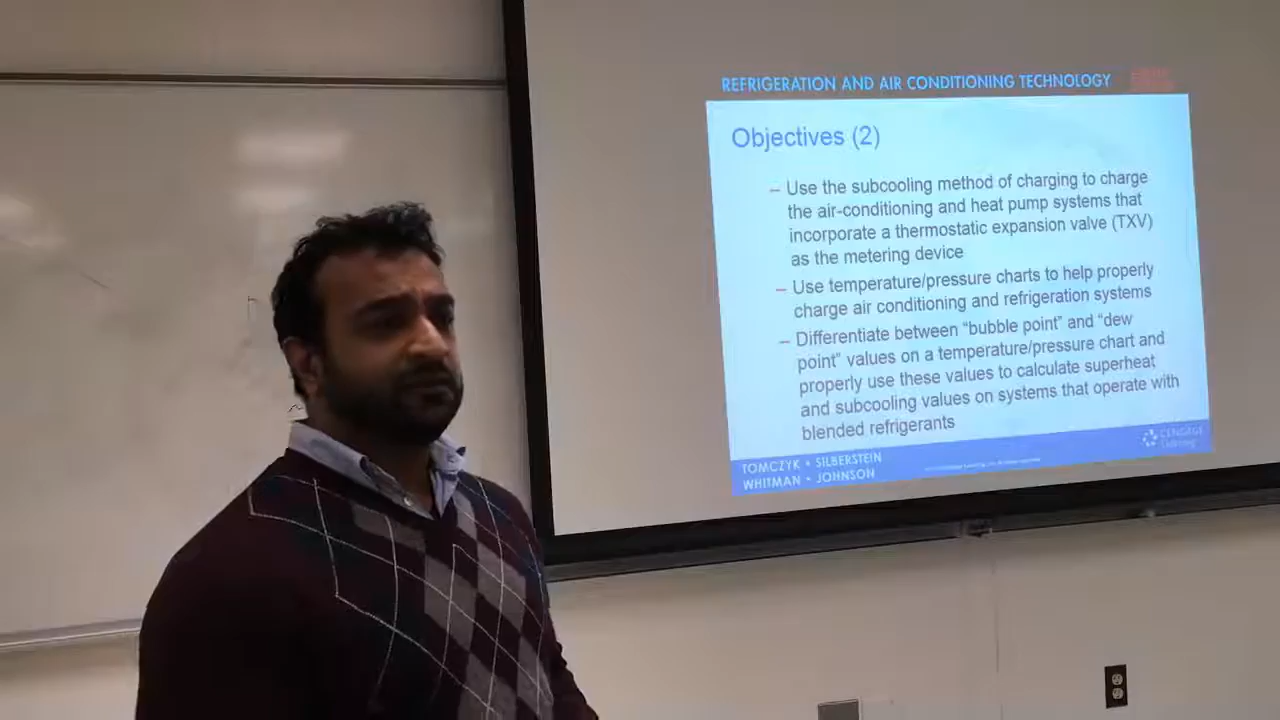 REFRIGERATION AND AIR CONDITIONING TECHNOLOGY
Objectives (2)
– Use the subcooling method of charging to charge
the air-conditioning and heat pump systems that
incorporate a thermostatic expansion valve (TXV)
as the metering device
– Use temperature/pressure charts to help properly
charge air conditioning and refrigeration systems
– Differentiate between “bubble point” and “dew
point” values on a temperature/pressure chart and
properly use these values to calculate superheat
and subcooling values on systems that operate with
blended refrigerants
TOMCZYK • SILBERSTEIN
WHITMAN • JOHNSON
CENGAGE
Learning